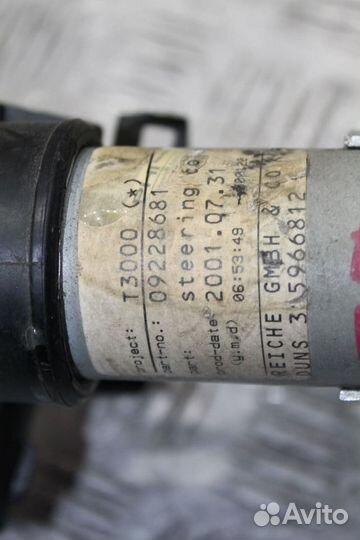 project: T3000 (*)
part-no.: 09228681
part: steering
prod-date 2001.07.31
(y.m.d) 06:53:49
REICHE GMBH & CO
DUNS 315966812
Avito